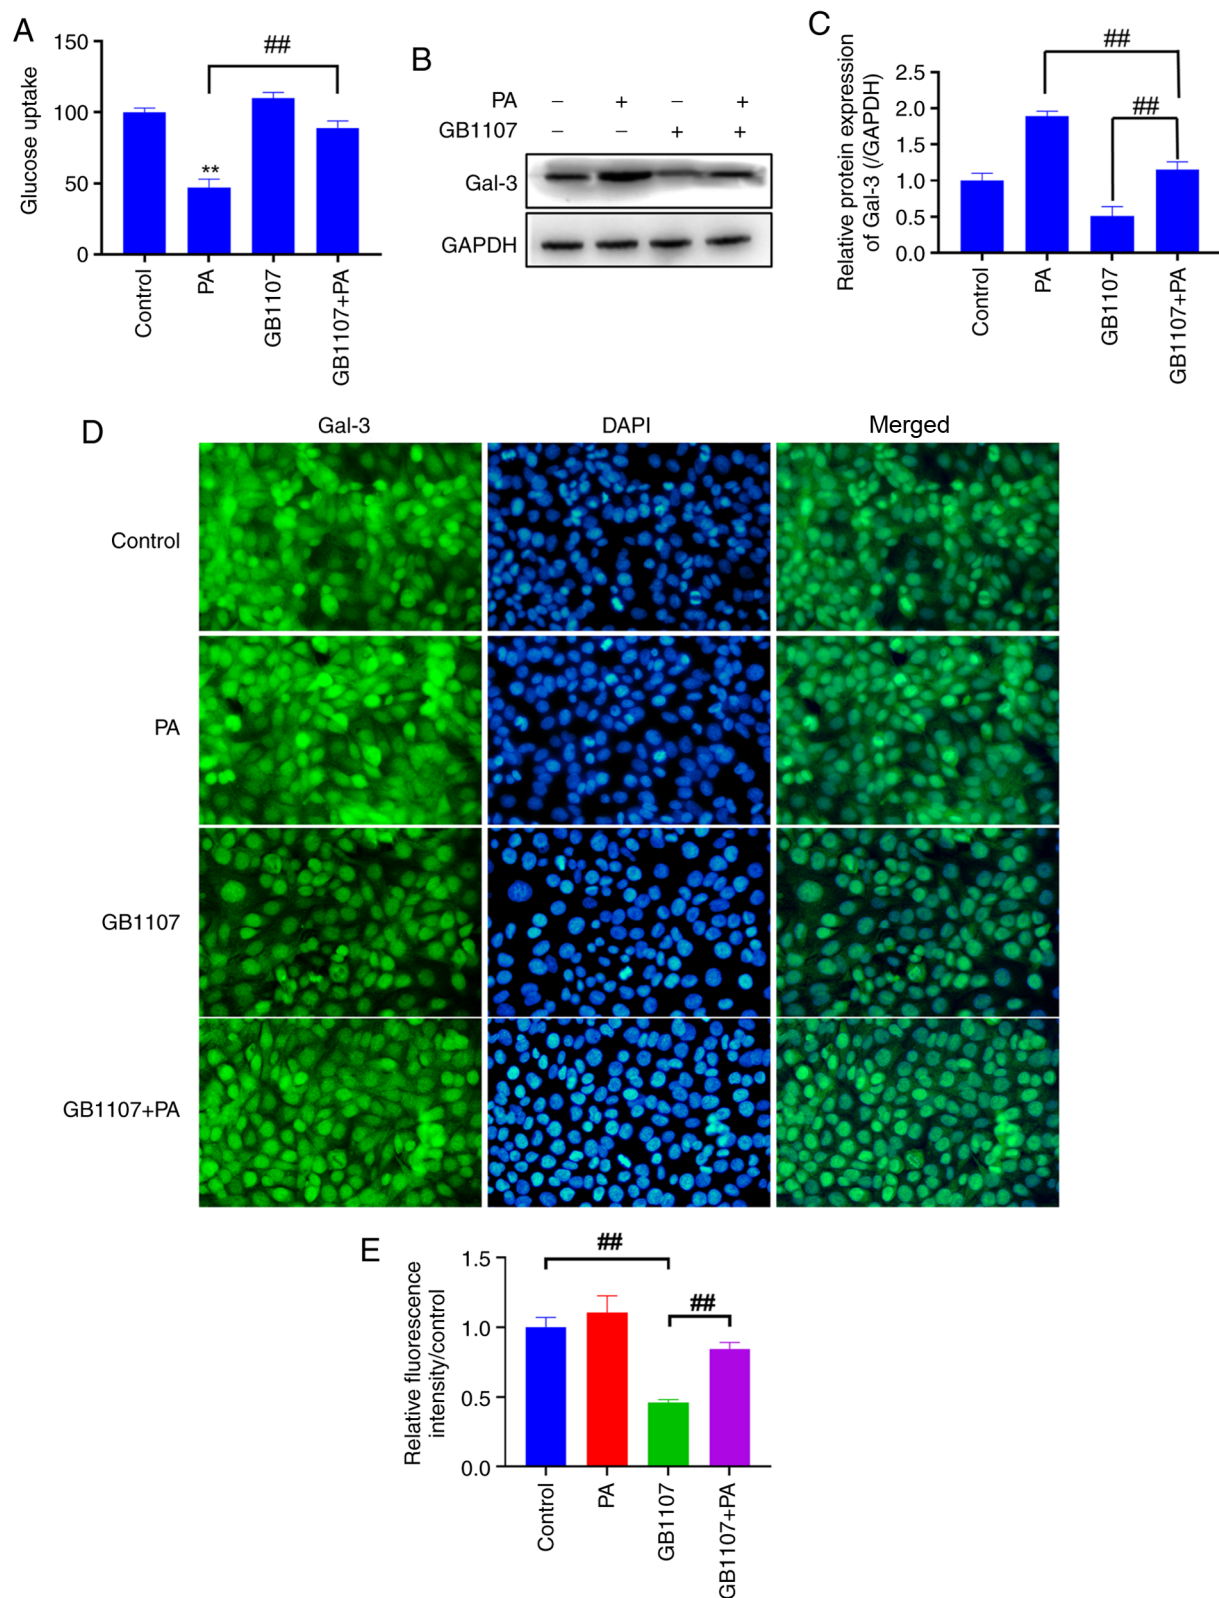 A
Glucose uptake
150
100
50
0
**
##
Control
PA
GB1107
GB1107+PA
B
PA – + – +
GB1107 – – + +
Gal-3
GAPDH
C
Relative protein expression
of Gal-3 (/GAPDH)
2.5
2.0
1.5
1.0
0.5
0.0
##
##
Control
PA
GB1107
GB1107+PA
D
Gal-3 DAPI Merged
Control
PA
GB1107
GB1107+PA
E
Relative fluorescence
intensity/control
1.5
1.0
0.5
0.0
##
##
Control
PA
GB1107
GB1107+PA